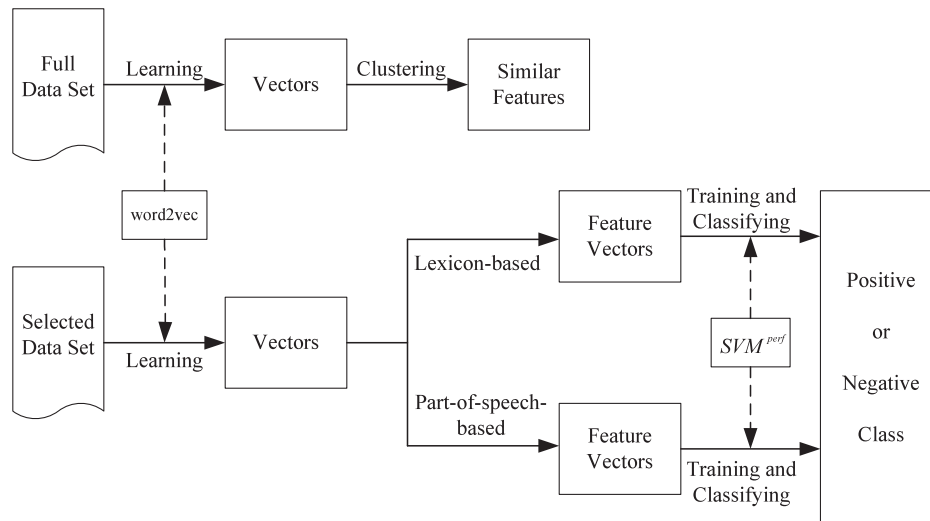 Full
Data Set
Learning
Vectors
Clustering
Similar
Features
word2vec
Selected
Data Set
Learning
Vectors
Lexicon-based
Part-of-speech-
based
Feature
Vectors
Training and
Classifying
SVM perf
Feature
Vectors
Training and
Classifying
Positive
or
Negative
Class